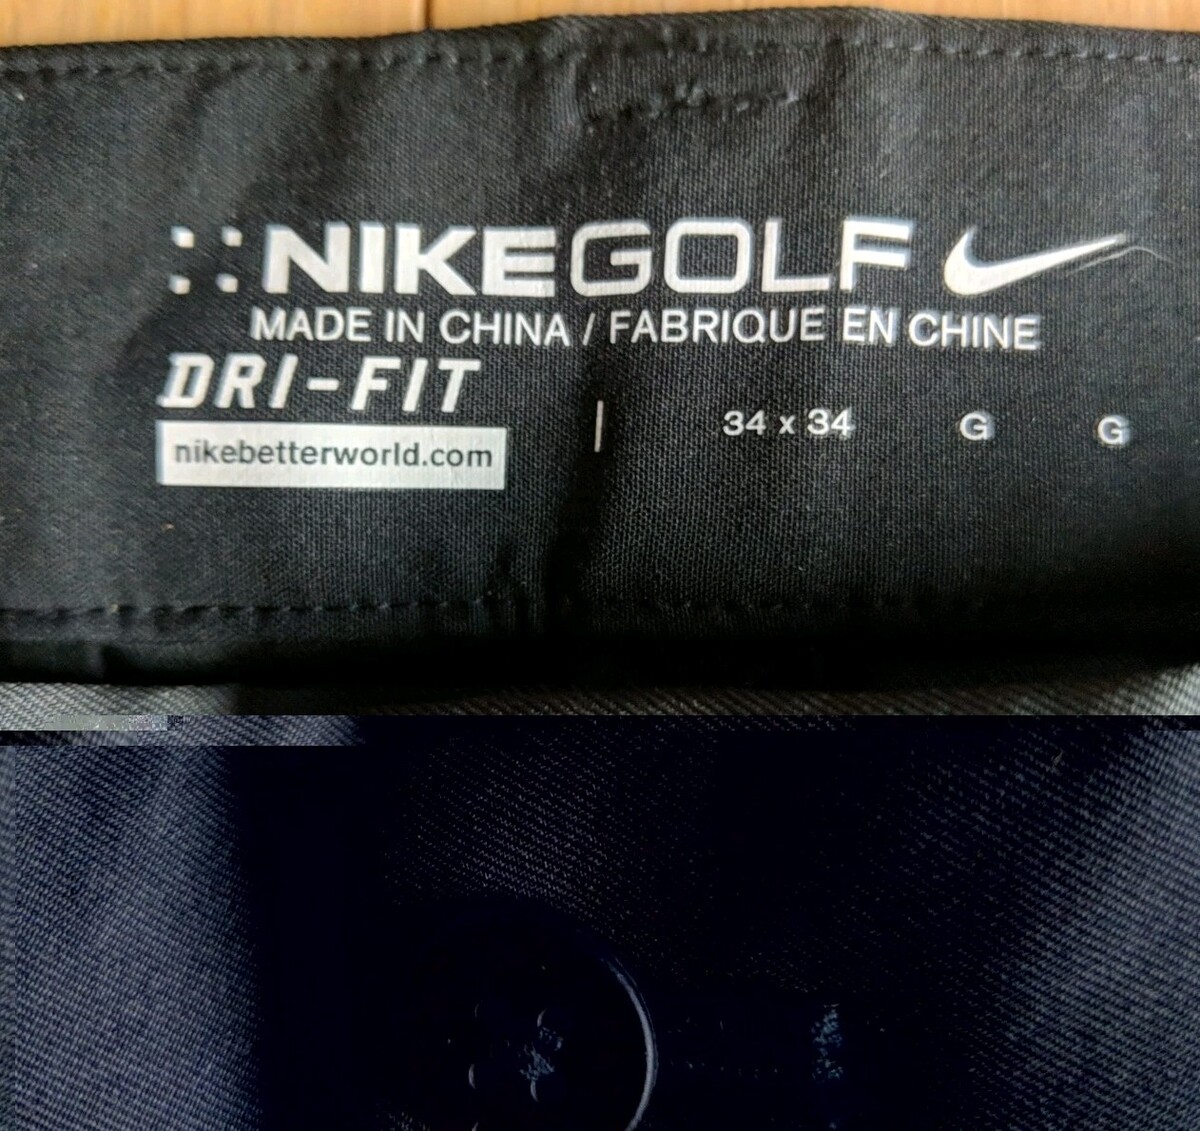 NIKEGOLF
MADE IN CHINA / FABRIQUE EN CHINE
DRI-FIT
nikebetterworld.com
| 34 x 34 G G